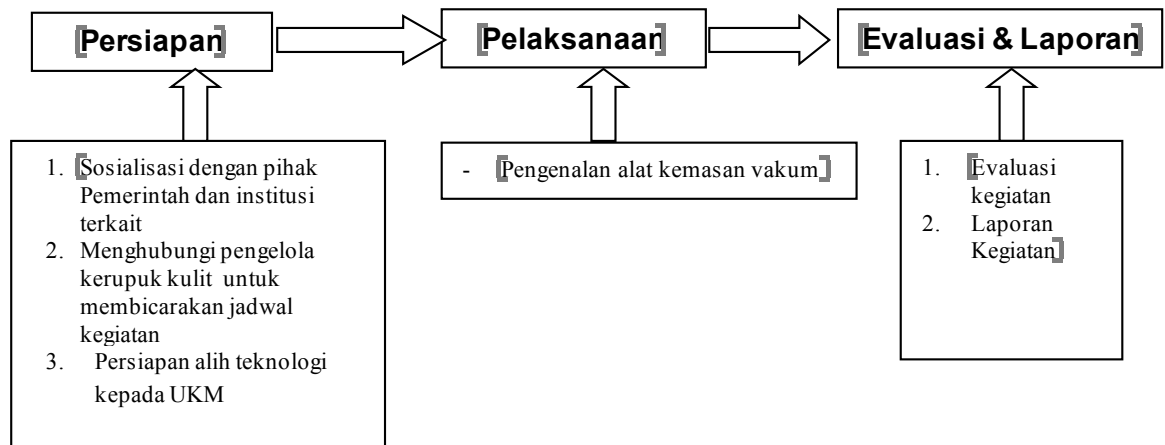 [Persiapan]
[Pelaksanaan]
[Evaluasi & Laporan]
1. [Sosialisasi dengan pihak
Pemerintah dan institusi
terkait
2. Menghubungi pengelola
kerupuk kulit untuk
membicarakan jadwal
kegiatan
3. Persiapan alih teknologi
kepada UKM
- [Pengenalan alat kemasan vakum]
1. [Evaluasi
kegiatan
2. Laporan
Kegiatan]